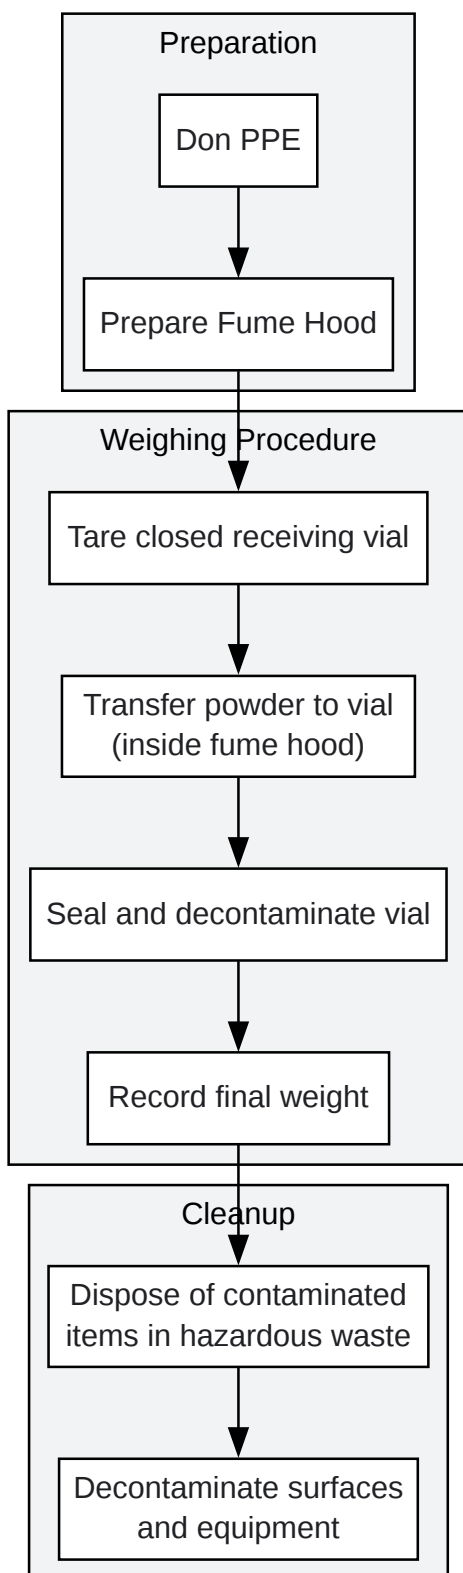 Preparation
Don PPE
Prepare Fume Hood
Weighing Procedure
Tare closed receiving vial
Transfer powder to vial
(inside fume hood)
Seal and decontaminate vial
Record final weight
Cleanup
Dispose of contaminated
items in hazardous waste
Decontaminate surfaces
and equipment